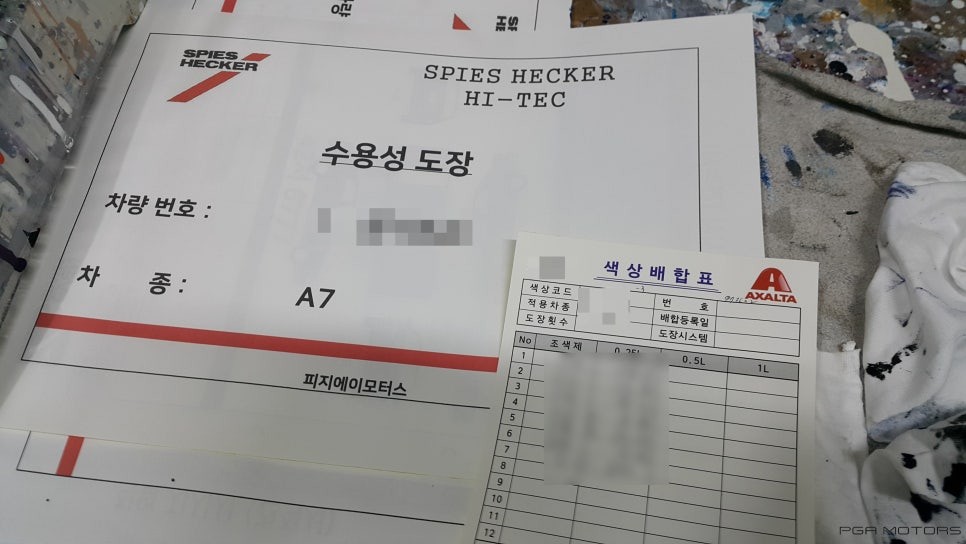 SPIES
HECKER
SPIES HECKER
HI-TEC
수용성 도장
차량 번호 :
차 종 : A7
피지에이모터스
색상배합표
AXALTA
색상코드
번 호
적용차종
배합등록일
도장횟수
도장시스템
No 조색제 0.25L 0.5L 1L
1
2
3
4
5
6
7
8
9
10
11
12
PGA MOTORS